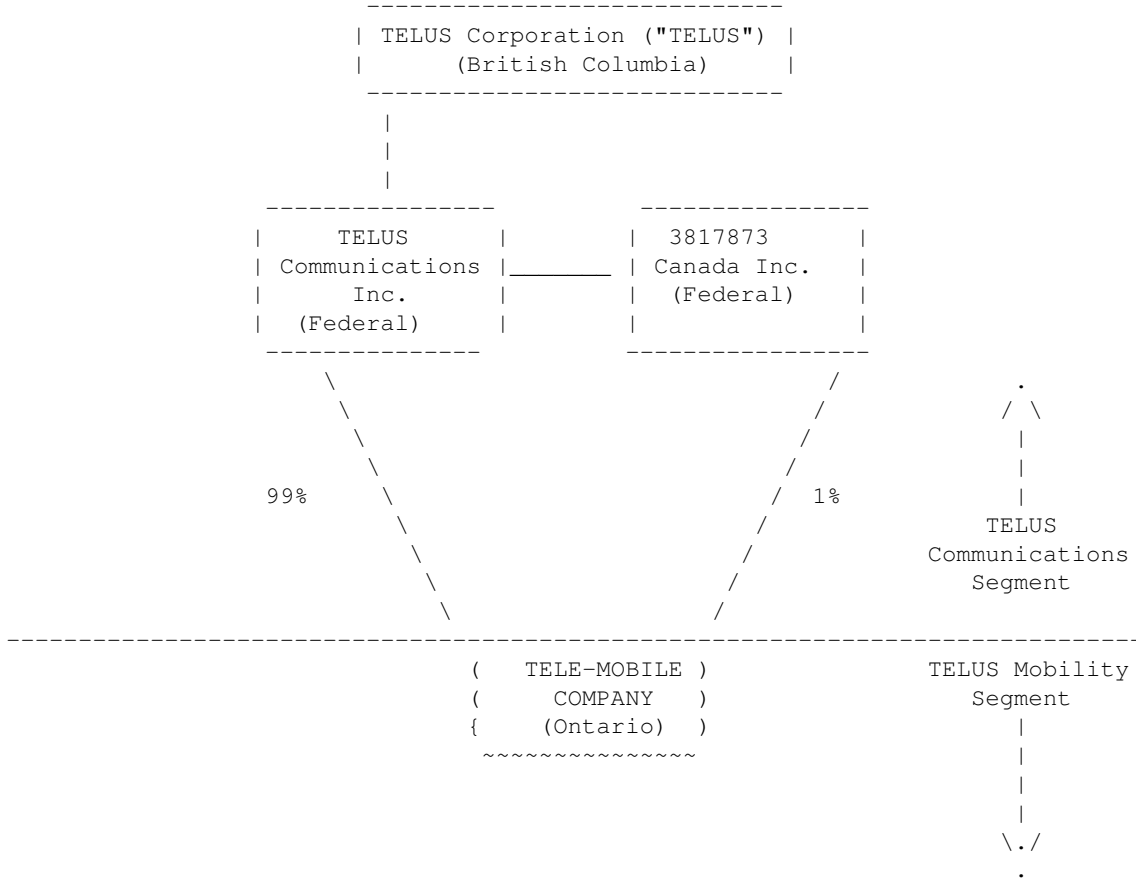 TELUS Corporation ("TELUS")
(British Columbia)
TELUS
Communications
Inc.
(Federal)
3817873
Canada Inc.
(Federal)
99%
1%
TELUS
Communications
Segment
TELE-MOBILE
COMPANY
(Ontario)
TELUS Mobility
Segment